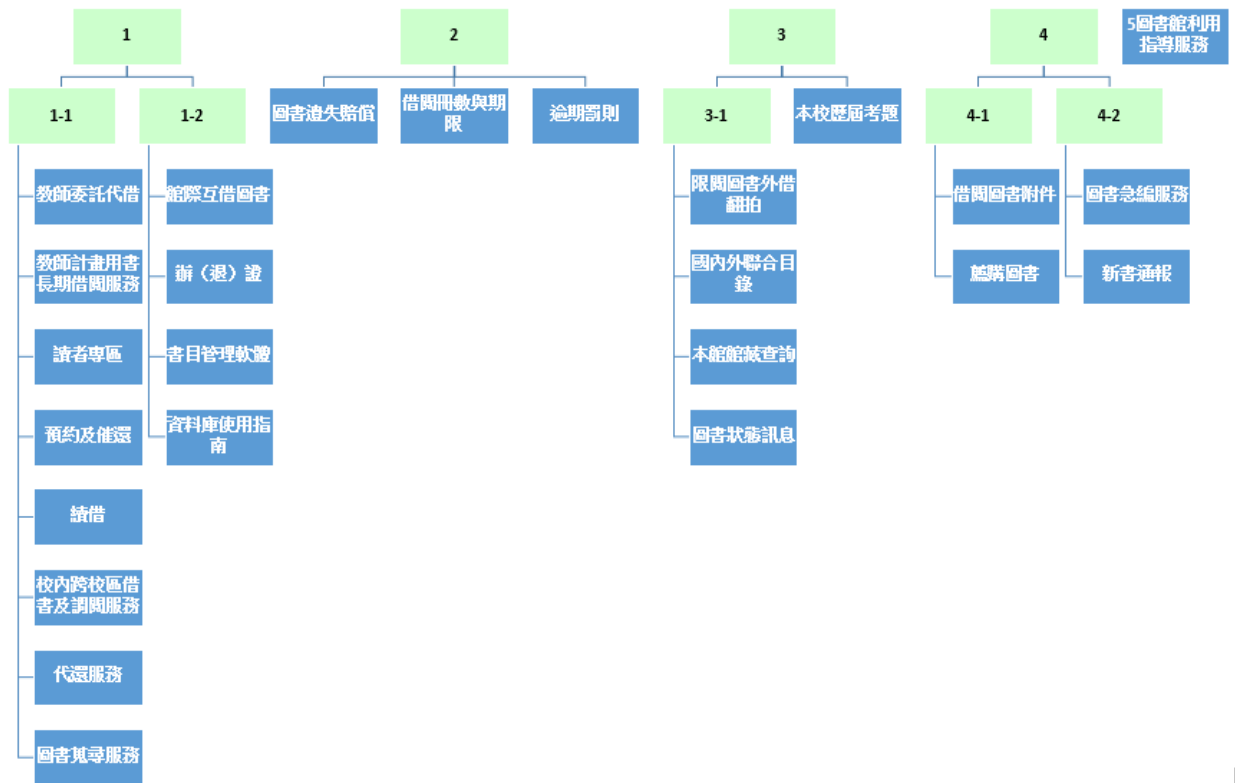 1
2
3
4
5圖書館利用
指導服務
1-1
1-2
圖書遺失賠償
借閱冊數與期
限
逾期罰則
3-1
本校歷屆考題
4-1
4-2
教師委託代借
館際互借圖書
限閱圖書外借
翻拍
借閱圖書附件
圖書急編服務
教師計畫用書
長期借閱服務
辦（退）證
國內外聯合目
錄
薦購圖書
新書通報
讀者專區
書目管理軟體
本館館藏查詢
預約及催還
資料庫使用指
南
圖書狀態訊息
續借
校內跨校區借
書及調閱服務
代還服務
圖書蒐尋服務